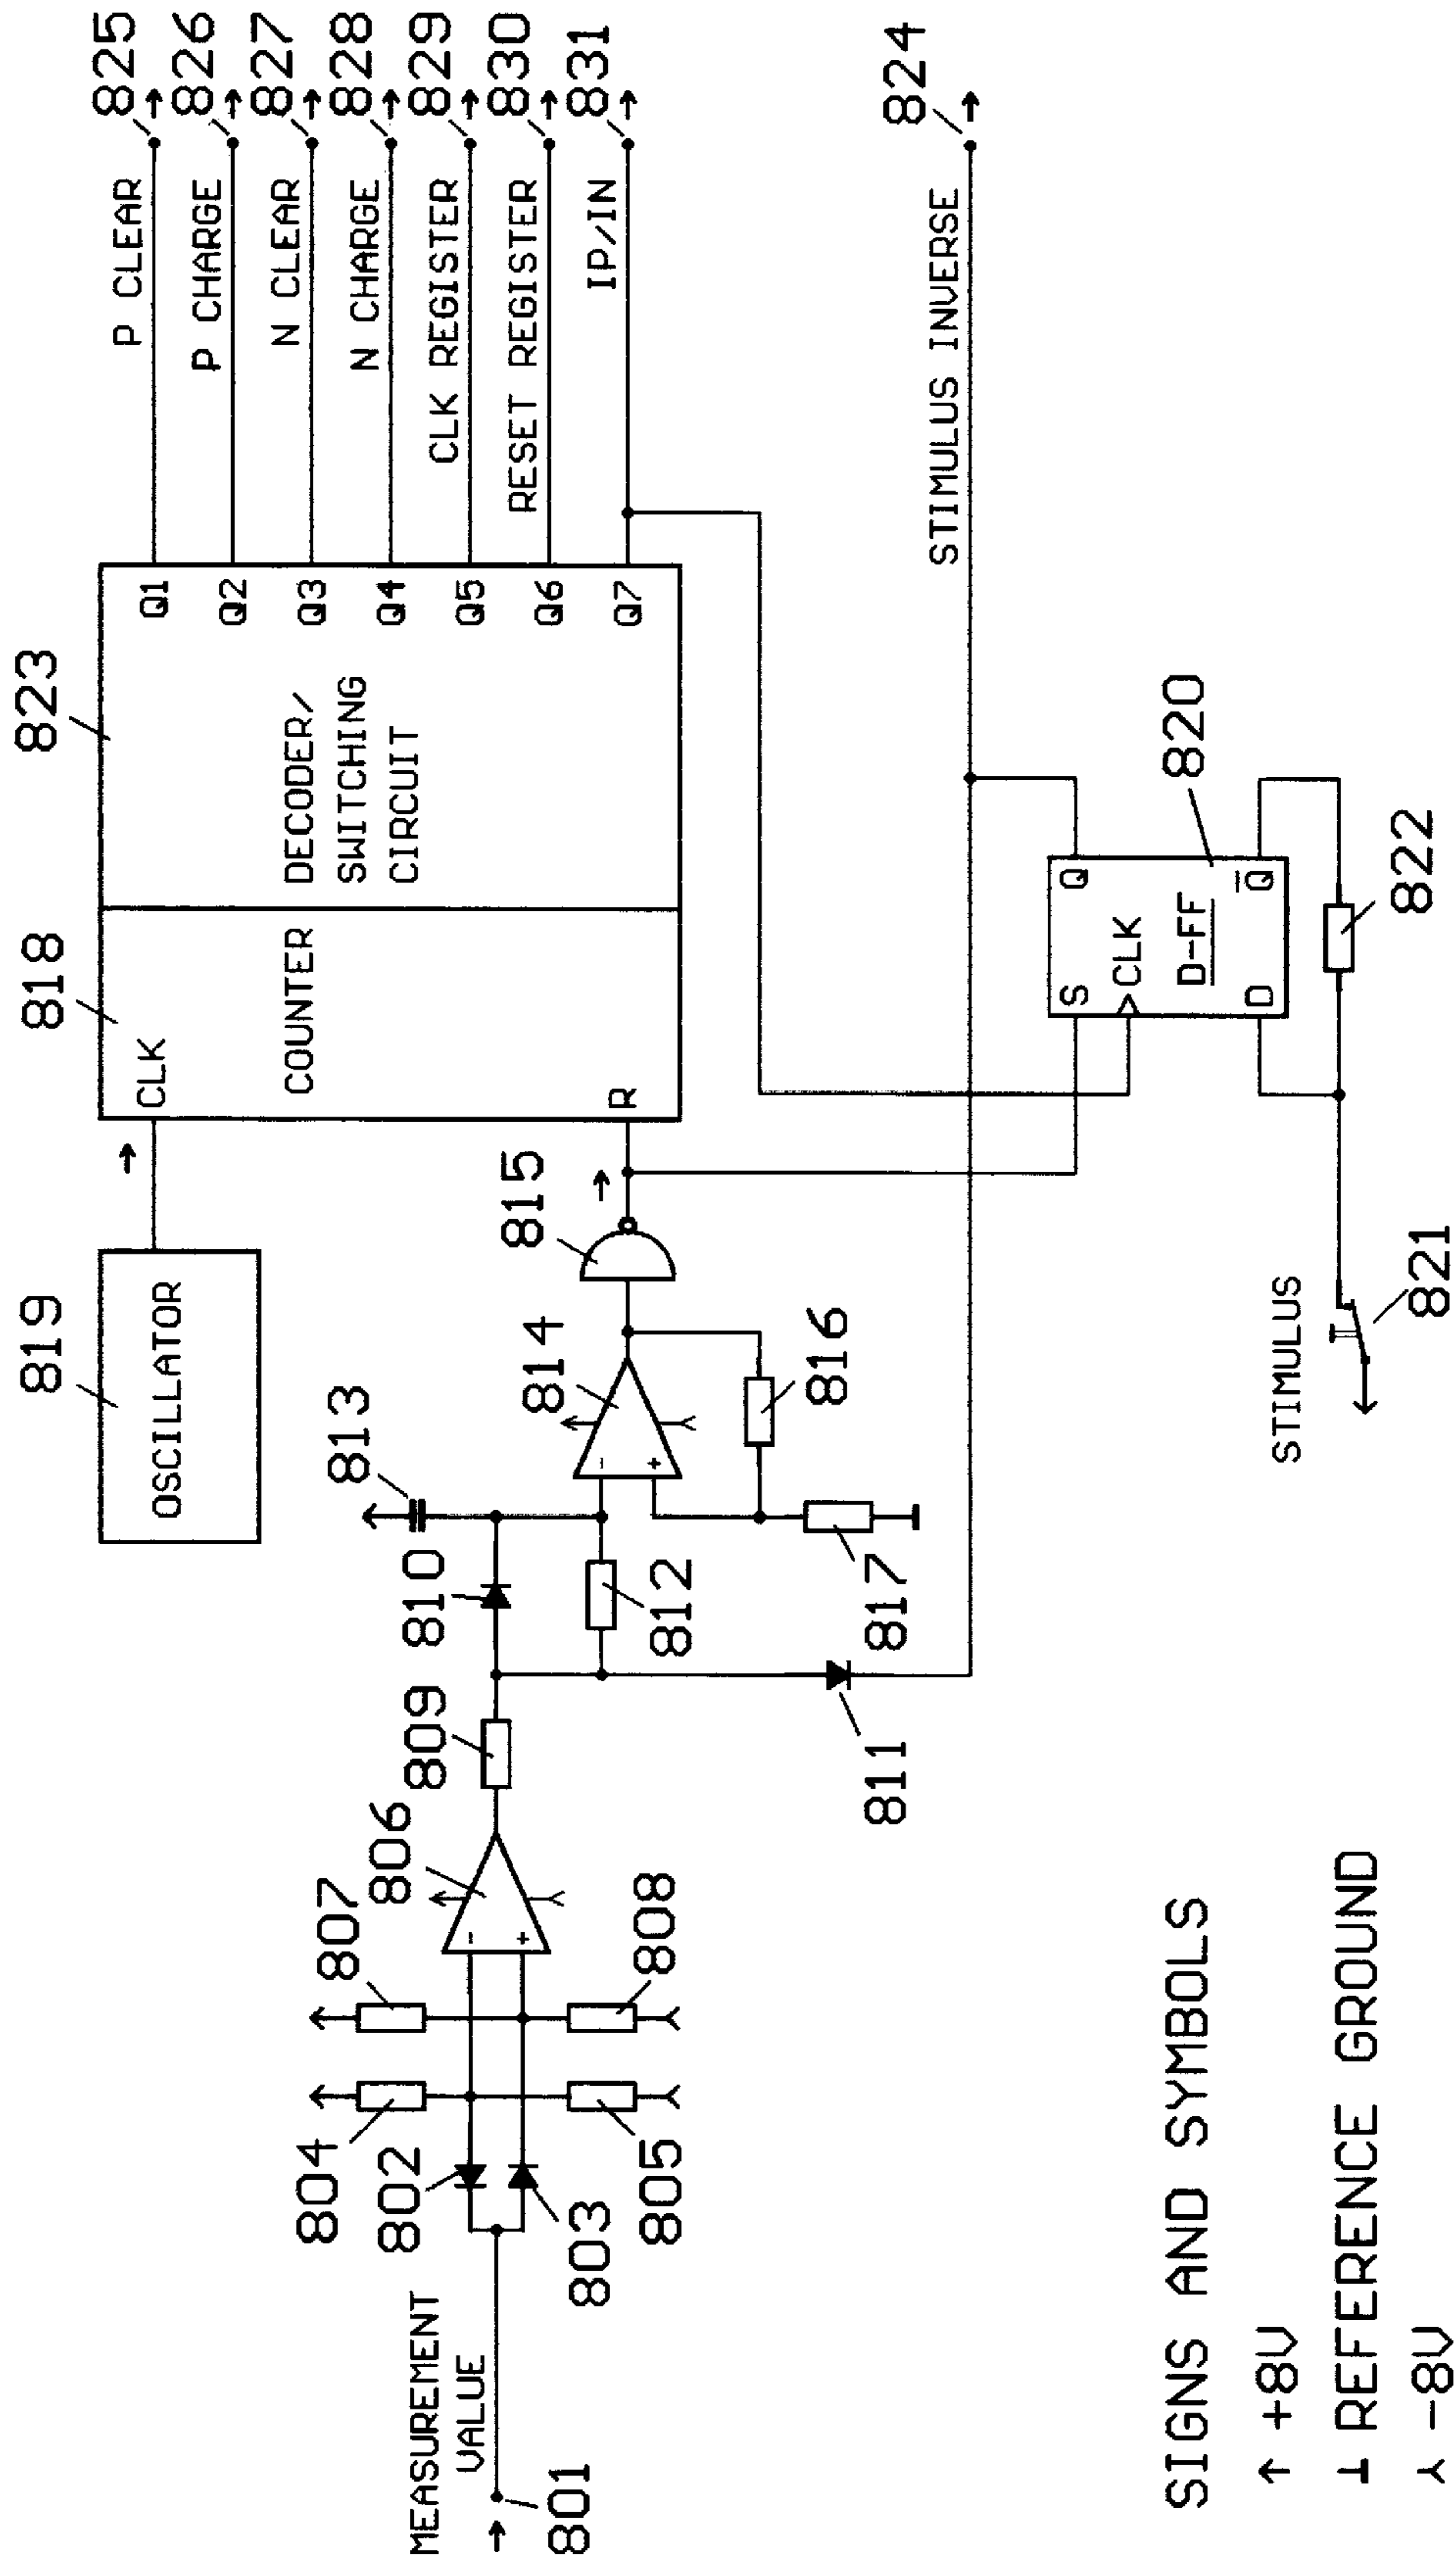 819
OSCILLATOR
818
CLK
COUNTER
R
823
DECODER/
SWITCHING
CIRCUIT
Q1
Q2
Q3
Q4
Q5
Q6
Q7
P CLEAR
825
P CHARGE
826
N CLEAR
827
N CHARGE
828
CLK REGISTER
829
RESET REGISTER
830
IP/IN
831
MEASUREMENT
VALUE
801
804
802
803
805
807
808
806
-
+
809
810
811
812
813
814
-
+
815
816
817
STIMULUS INVERSE
824
STIMULUS
821
S
CLK
D-FF
D
Q
Q
820
822
SIGNS AND SYMBOLS
+8V
REFERENCE GROUND
-8V